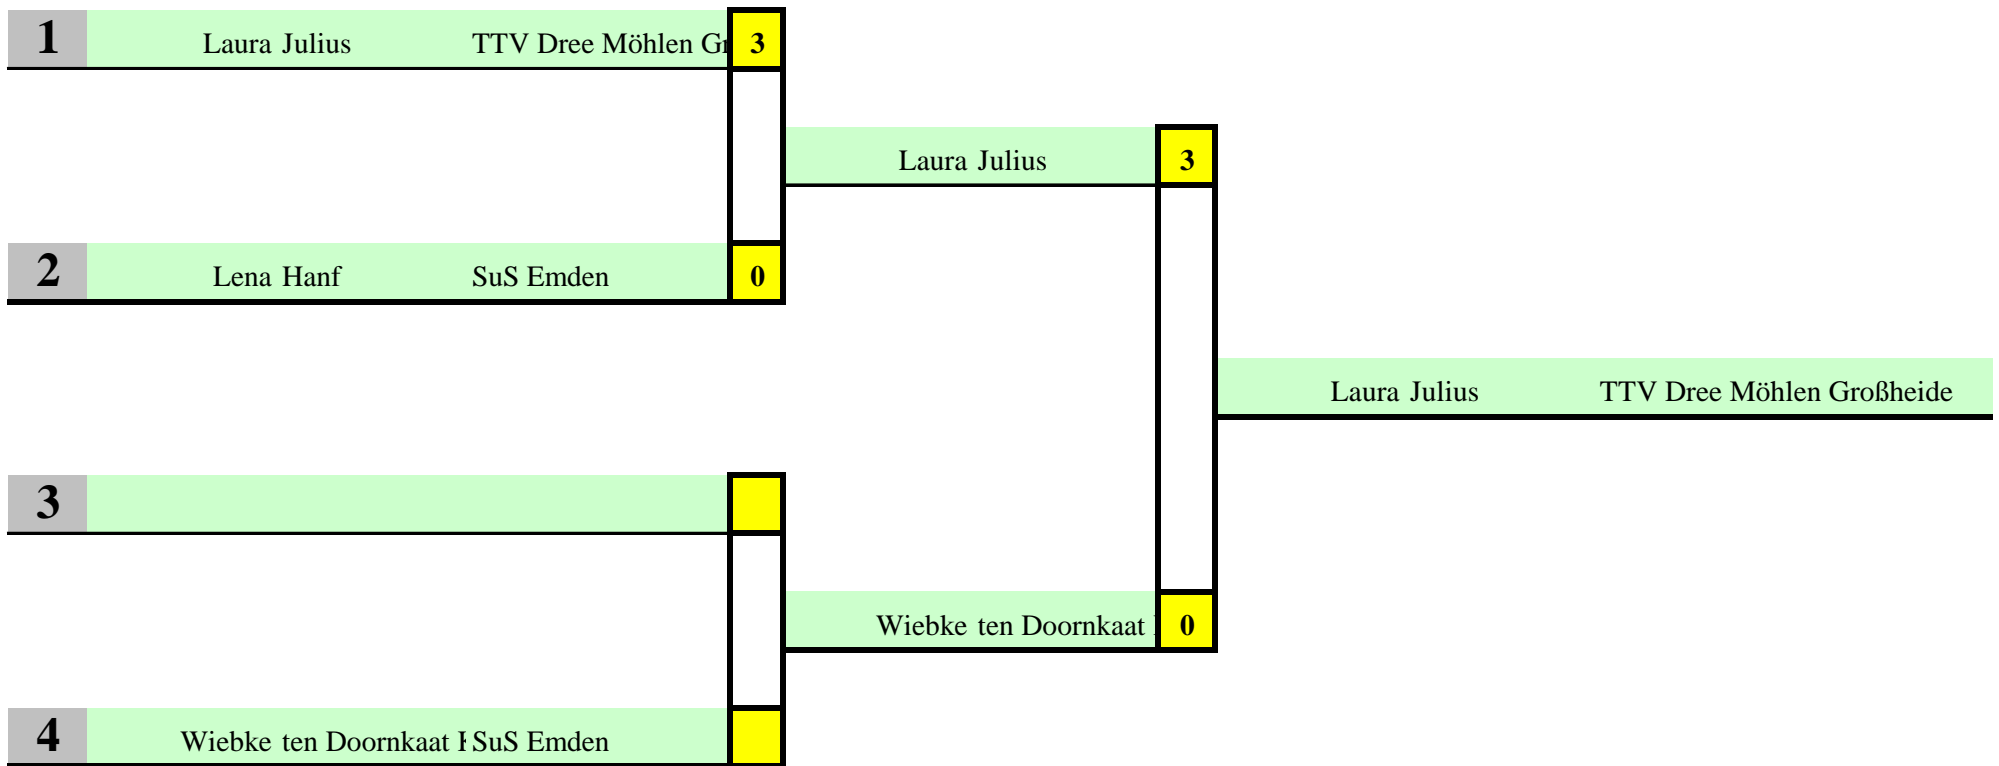 1 Laura Julius TTV Dree Möhlen 3
Laura Julius 3
2 Lena Hanf SuS Emden 0
Laura Julius TTV Dree Möhlen Großheide
3
Wiebke ten Doornkaat 0
4 Wiebke ten Doornkaat SuS Emden